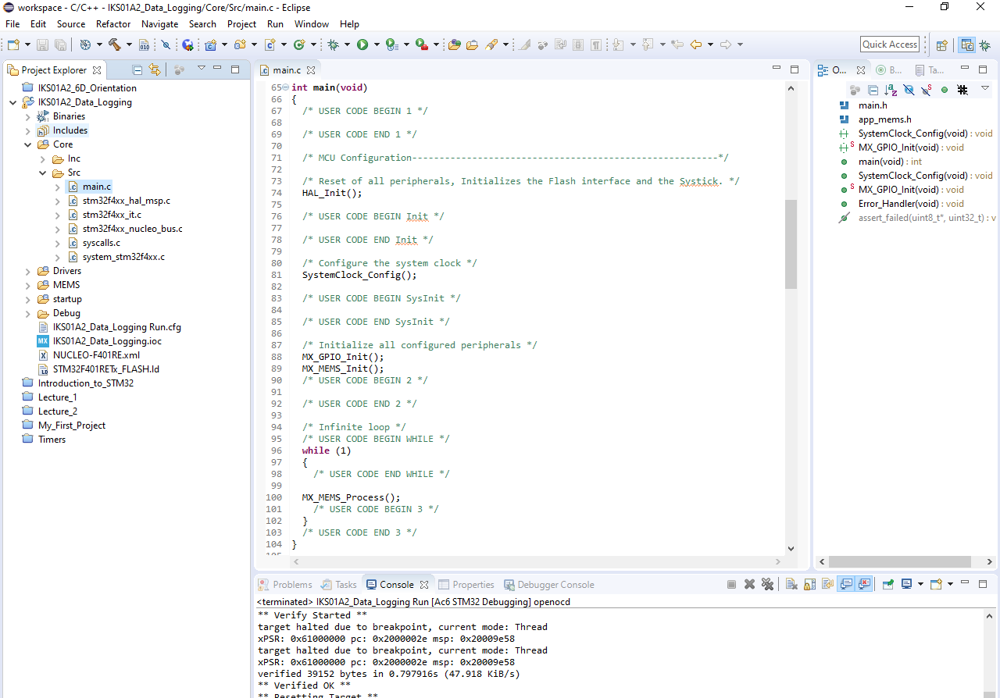 workspace - C/C++ - IKS01A2_Data_Logging/Core/Src/main.c - Eclipse
File Edit Source Refactor Navigate Search Project Run Window Help
Quick Access
Project Explorer
IKS01A2_6D_Orientation
IKS01A2_Data_Logging
Binaries
Includes
Core
Inc
Src
main.c
stm32f4xx_hal_msp.c
stm32f4xx_it.c
stm32f4xx_nucleo_bus.c
syscalls.c
system_stm32f4xx.c
Drivers
MEMS
startup
Debug
IKS01A2_Data_Logging Run.cfg
IKS01A2_Data_Logging.ioc
NUCLEO-F401RE.xml
STM32F401RETx_FLASH.ld
Introduction_to_STM32
Lecture_1
Lecture_2
My_First_Project
Timers
main.c
65 int main(void)
66 {
67 /* USER CODE BEGIN 1 */
68
69 /* USER CODE END 1 */
70
71 /* MCU Configuration--------------------------------------------------------*/
72
73 /* Reset of all peripherals, Initializes the Flash interface and the Systick. */
74 HAL_Init();
75
76 /* USER CODE BEGIN Init */
77
78 /* USER CODE END Init */
79
80 /* Configure the system clock */
81 SystemClock_Config();
82
83 /* USER CODE BEGIN SysInit */
84
85 /* USER CODE END SysInit */
86
87 /* Initialize all configured peripherals */
88 MX_GPIO_Init();
89 MX_MEMS_Init();
90 /* USER CODE BEGIN 2 */
91
92 /* USER CODE END 2 */
93
94 /* Infinite loop */
95 /* USER CODE BEGIN WHILE */
96 while (1)
97 {
98 /* USER CODE END WHILE */
99
100 MX_MEMS_Process();
101 /* USER CODE BEGIN 3 */
102 }
103 /* USER CODE END 3 */
104 }
105
O... B... Ta...
main.h
app_mems.h
SystemClock_Config(void) : void
MX_GPIO_Init(void) : void
main(void) : int
SystemClock_Config(void) : void
MX_GPIO_Init(void) : void
Error_Handler(void) : void
assert_failed(uint8_t*, uint32_t) : v
Problems Tasks Console Properties Debugger Console
<terminated> IKS01A2_Data_Logging Run [Ac6 STM32 Debugging] openocd
** Verify Started **
target halted due to breakpoint, current mode: Thread
xPSR: 0x61000000 pc: 0x2000002e msp: 0x20009e58
target halted due to breakpoint, current mode: Thread
xPSR: 0x61000000 pc: 0x2000002e msp: 0x20009e58
verified 39152 bytes in 0.797916s (47.918 KiB/s)
** Verified OK **
** Resetting Target **